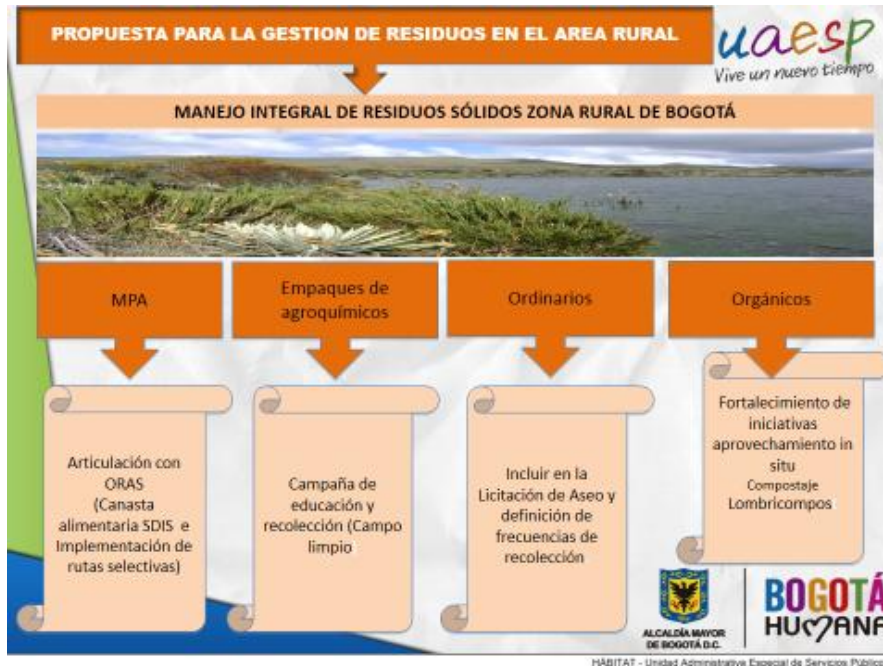 PROPUESTA PARA LA GESTION DE RESIDUOS EN EL AREA RURAL
uaesp
Vive un nuevo tiempo
MANEJO INTEGRAL DE RESIDUOS SÓLIDOS ZONA RURAL DE BOGOTÁ
MPA
Empaques de
agroquímicos
Ordinarios
Orgánicos
Articulación con
ORAS
(Canasta
alimentaria SDIS e
Implementación de
rutas selectivas)
Campaña de
educación y
recolección (Campo
limpio
Incluir en la
Licitación de Aseo y
definición de
frecuencias de
recolección
Fortalecimiento de
iniciativas
aprovechamiento in
situ
Compostaje
Lombricompos
ALCALDÍA MAYOR
DE BOGOTÁ D.C.
BOGOTÁ
HUMANA
HÁBITAT - Unidad Administrativa Especial de Servicios Público